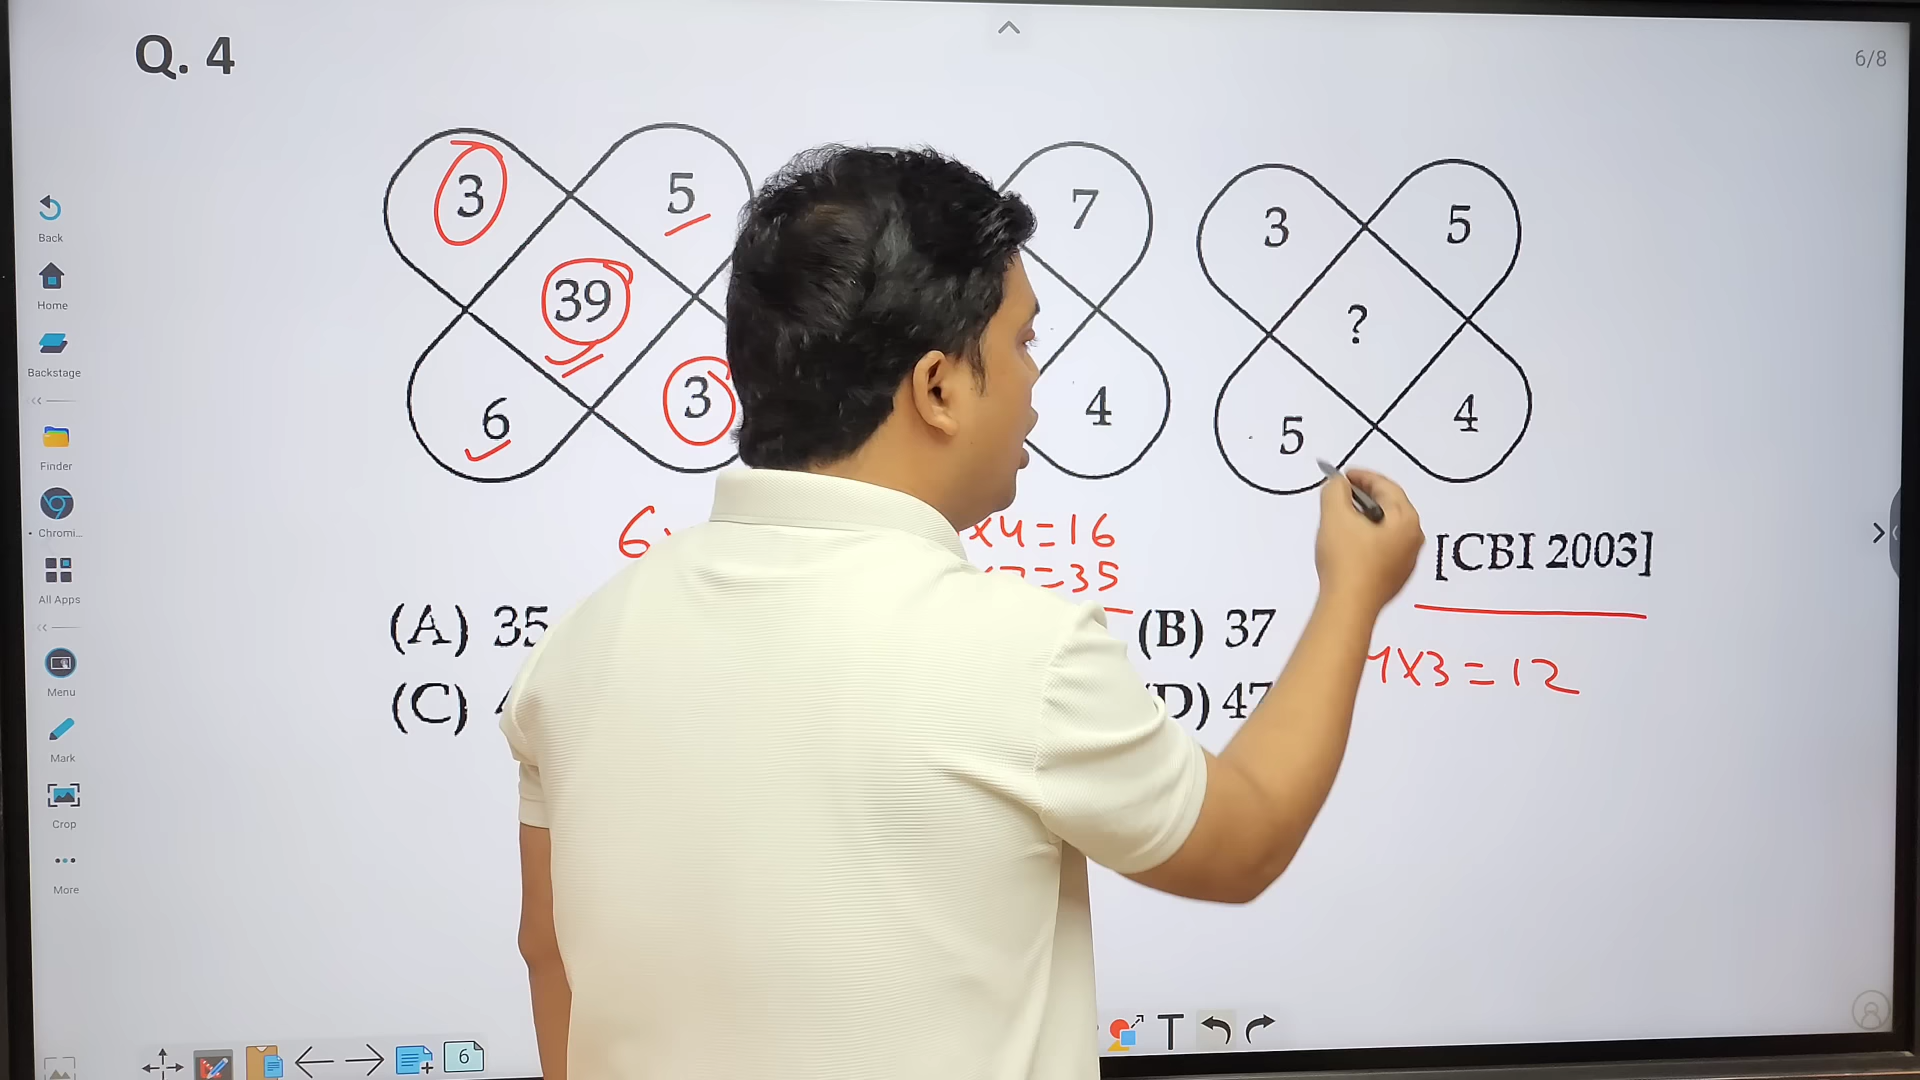 Q. 4
6/8
3
5
39
6
3
7
4
3
5
?
5
4
×4=16
=35
[CBI 2003]
(A) 35
(B) 37
(C)
(D) 47
4×3=12
Back
Home
Backstage
Finder
Chromi...
All Apps
Menu
Mark
Crop
More
6
T